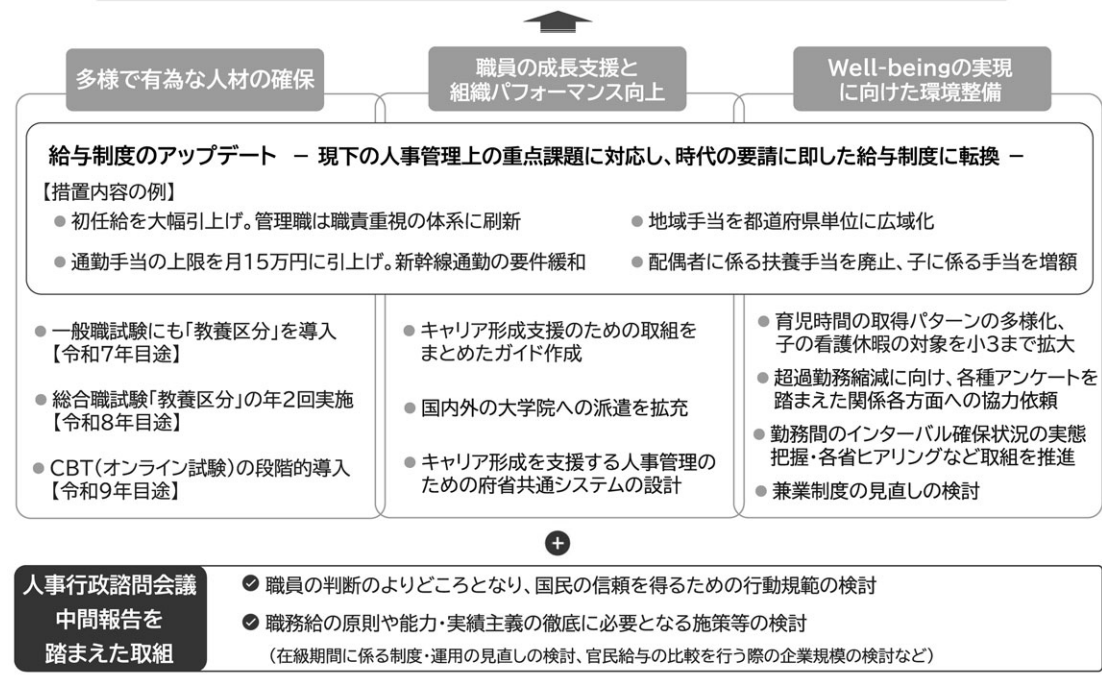 多様で有為な人材の確保
職員の成長支援と
組織パフォーマンス向上
Well-beingの実現
に向けた環境整備
給与制度のアップデート － 現下の人事管理上の重点課題に対応し、時代の要請に即した給与制度に転換 －
【措置内容の例】
● 初任給を大幅引上げ。管理職は職責重視の体系に刷新
● 地域手当を都道府県単位に広域化
● 通勤手当の上限を月15万円に引上げ。新幹線通勤の要件緩和
● 配偶者に係る扶養手当を廃止、子に係る手当を増額
● 一般職試験にも「教養区分」を導入
【令和7年目途】
● 総合職試験「教養区分」の年2回実施
【令和8年目途】
● CBT(オンライン試験)の段階的導入
【令和9年目途】
● キャリア形成支援のための取組を
まとめたガイド作成
● 国内外の大学院への派遣を拡充
● キャリア形成を支援する人事管理の
ための府省共通システムの設計
● 育児時間の取得パターンの多様化、
子の看護休暇の対象を小3まで拡大
● 超過勤務縮減に向け、各種アンケートを
踏まえた関係各方面への協力依頼
● 勤務間のインターバル確保状況の実態
把握・各省ヒアリングなど取組を推進
● 兼業制度の見直しの検討
+
人事行政諮問会議
中間報告を
踏まえた取組
✔ 職員の判断のよりどころとなり、国民の信頼を得るための行動規範の検討
✔ 職務給の原則や能力・実績主義の徹底に必要となる施策等の検討
(在級期間に係る制度・運用の見直しの検討、官民給与の比較を行う際の企業規模の検討など)